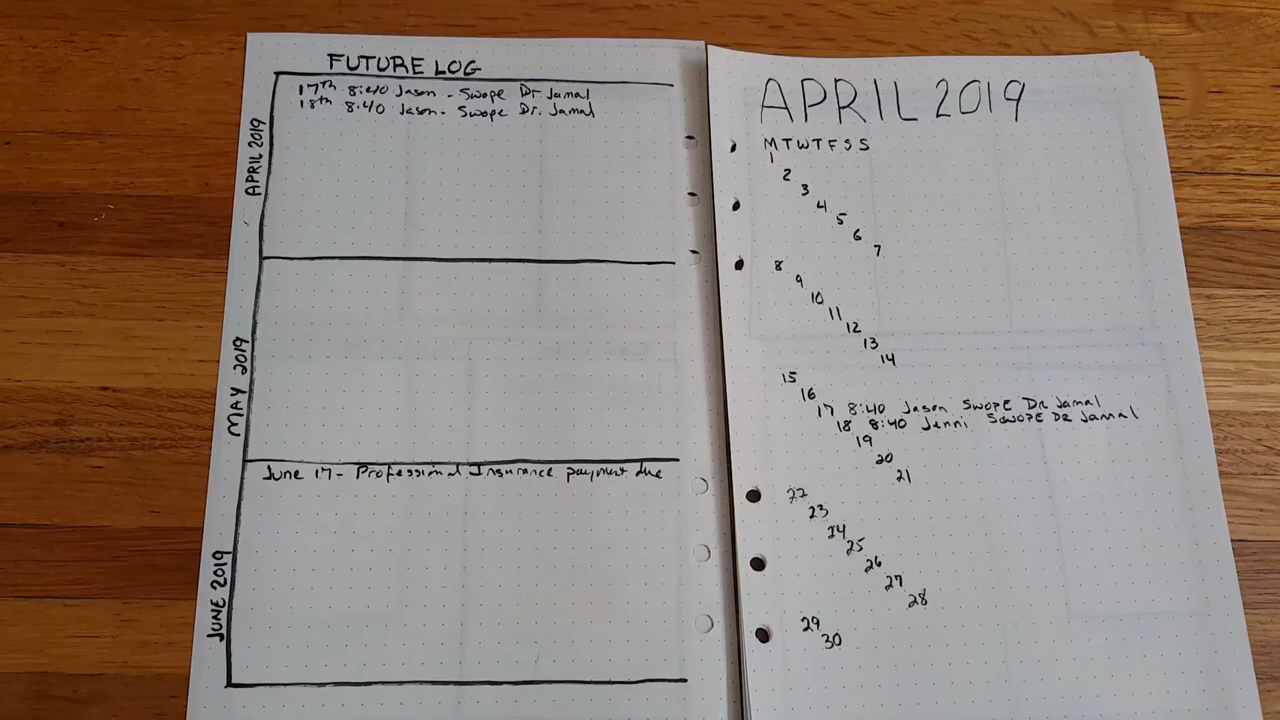 FUTURE LOG
APRIL 2019
17th 8:40 Jason - Swope Dr Jamal
18th 8:40 Jason - Swope Dr. Jamal
MAY 2019
JUNE 2019
June 17 - Professional Insurance payment due
APRIL 2019
M T W T F S S
1
2
3
4
5
6
7
8
9
10
11
12
13
14
15
16
17 8:40 Jason SWOPE Dr Jamal
18 8:40 Jenni SWOPE Dr Jamal
19
20
21
22
23
24
25
26
27
28
29
30